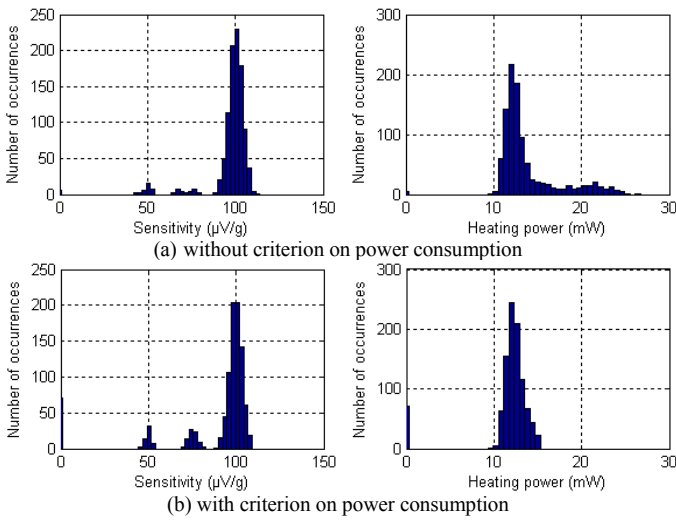 250
200
150
100
50
0
0 50 100 150
Number of occurrences
Sensitivity (µV/g)
300
200
100
0
0 10 20 30
Number of occurrences
Heating power (mW)
(a) without criterion on power consumption
250
200
150
100
50
0
0 50 100 150
Number of occurrences
Sensitivity (µV/g)
300
200
100
0
0 10 20 30
Number of occurrences
Heating power (mW)
(b) with criterion on power consumption